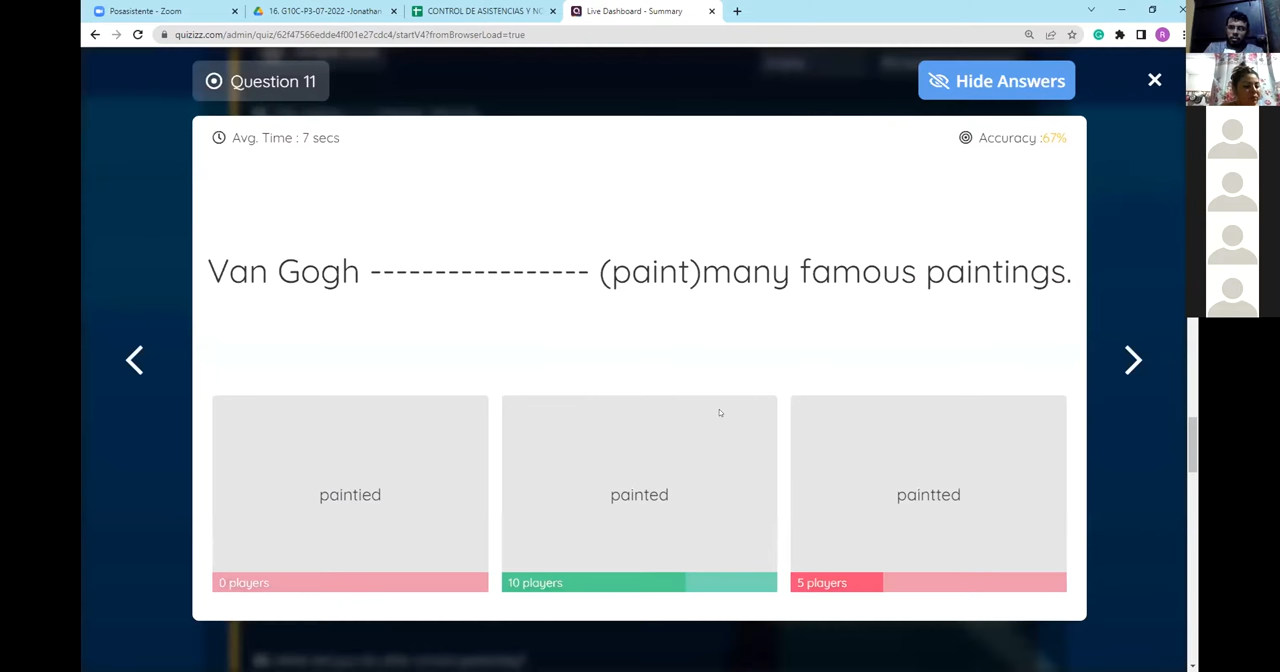 Posasistente - Zoom
16. G10C-P3-07-2022 -Jonathan
CONTROL DE ASISTENCIAS Y NO
Live Dashboard - Summary
quizizz.com/admin/quiz/62f47566edde4f001e27cdc4/startV4?fromBrowserLoad=true
R
Question 11
Hide Answers
Avg. Time : 7 secs
Accuracy :67%
Van Gogh ---------------- (paint)many famous paintings.
paintied
painted
paintted
0 players
10 players
5 players